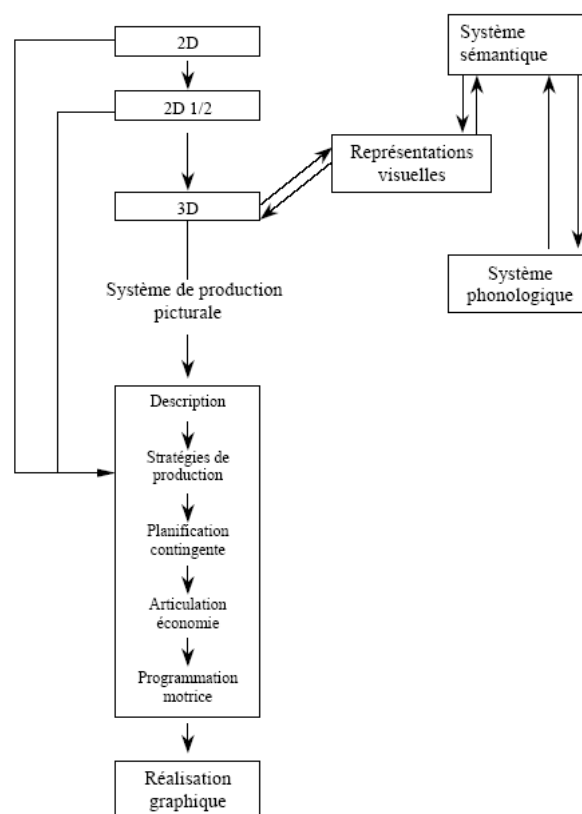 2D
2D 1/2
3D
Système de production
picturale
Description
Stratégies de
production
Planification
contingente
Articulation
économie
Programmation
motrice
Réalisation
graphique
Représentations
visuelles
Système
sémantique
Système
phonologique